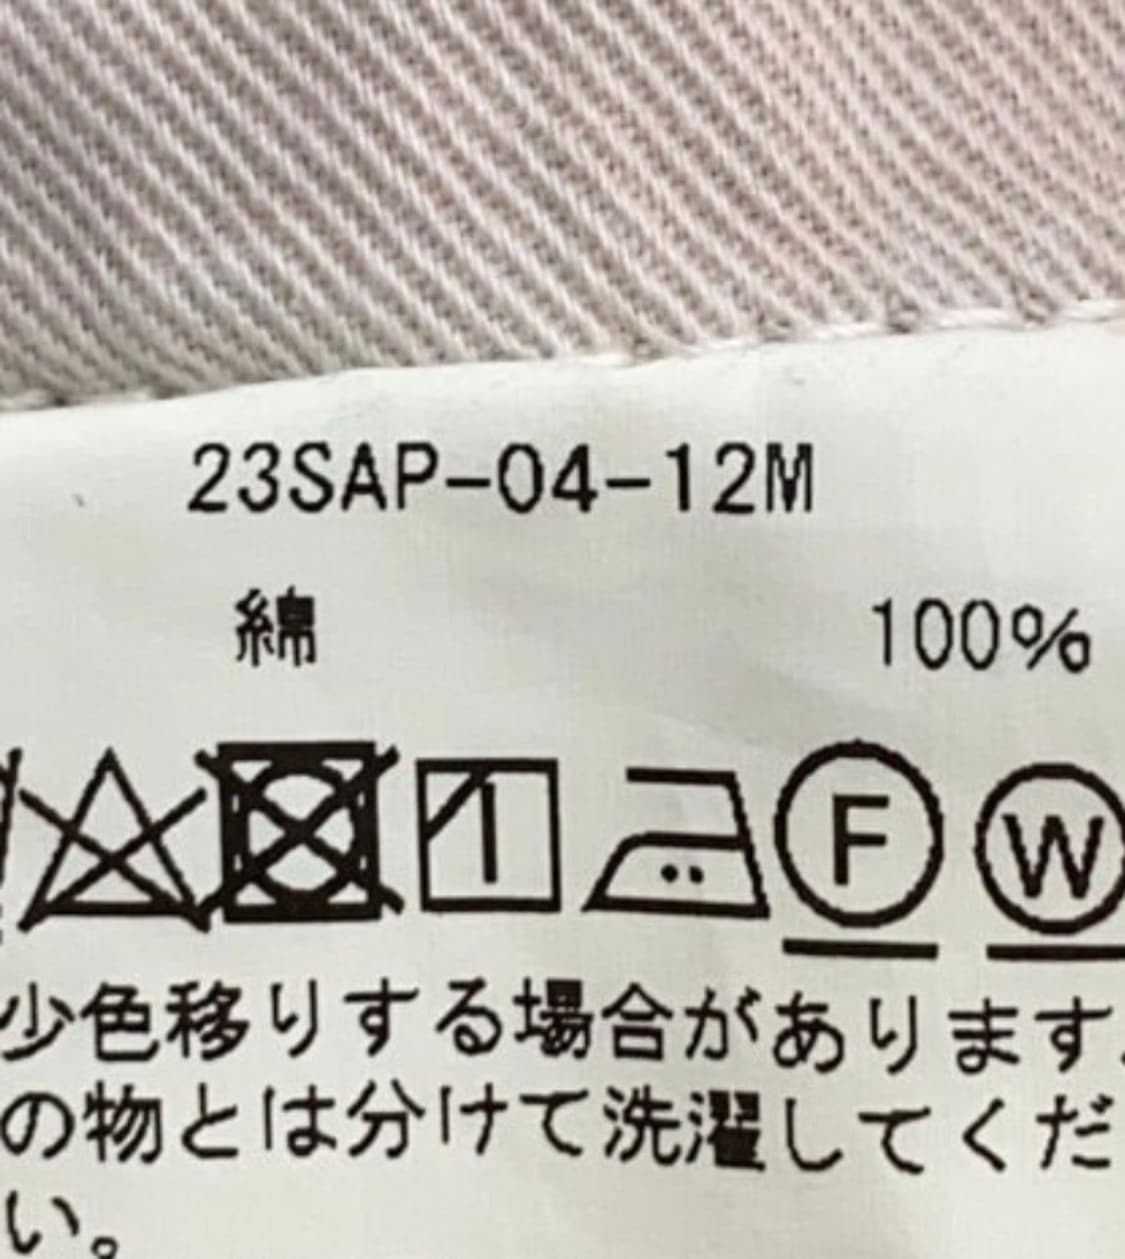 23SAP-04-12M
綿 100%
F W
少色移りする場合があります
の物とは分けて洗濯してくだ
い。